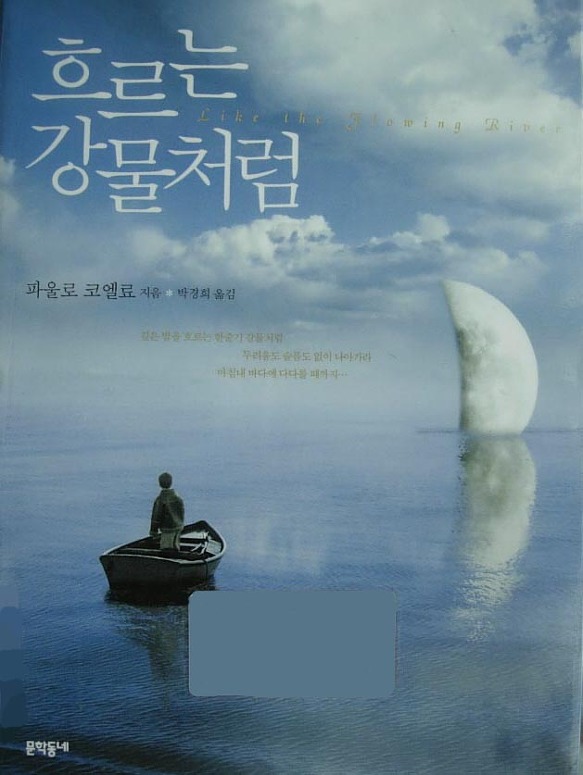 흐르는
Like the Flowing River
강물처럼
파울로 코엘료 지음 * 박경희 옮김
깊은 밤을 흐르는 한줄기 강물처럼
두려움도 슬픔도 없이 나아가라
마침내 바다에 다다를 때까지…
문학동네